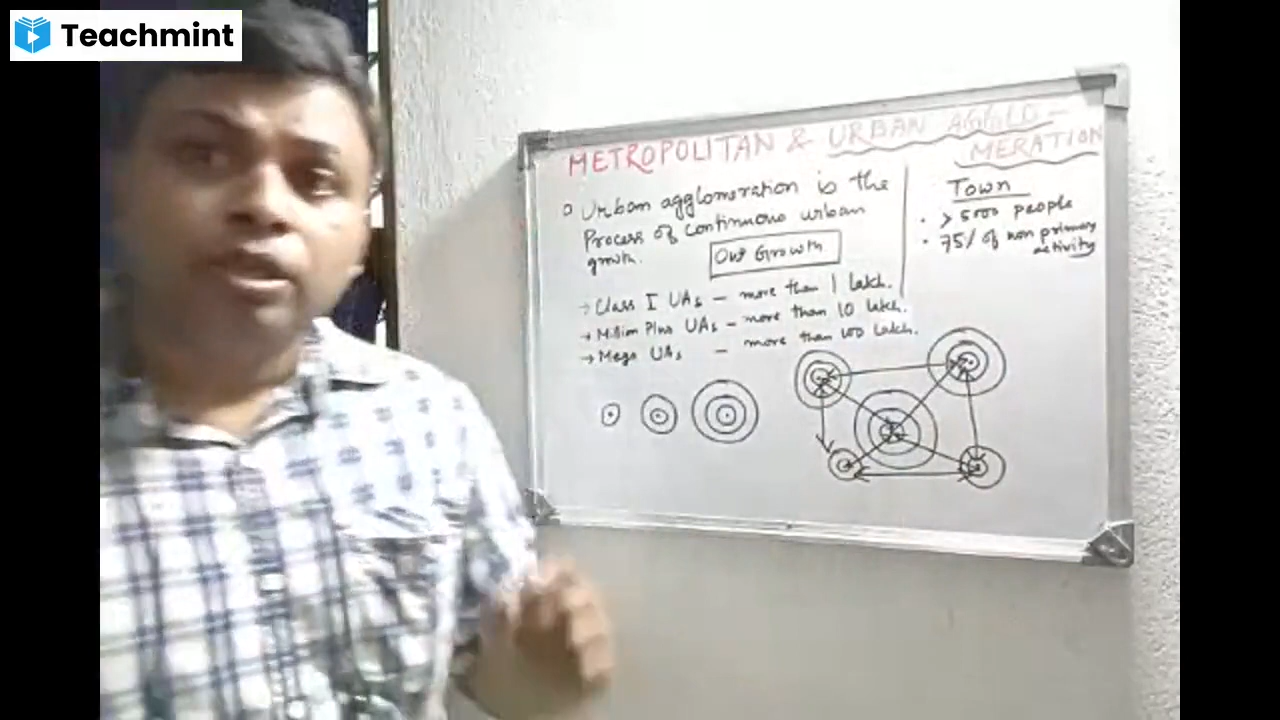 Teachmint
METROPOLITAN & URBAN AGGLO-
MERATION
Urban agglomeration is the
Process of continuous urban
growth.
Out Growth
→ Class I UAs – more than 1 lakh.
→ Million Plus UAs – more than 10 lakh.
→ Mega UAs – more than 100 lakh.
Town
• > 5000 people
• 75% of non primary
activity